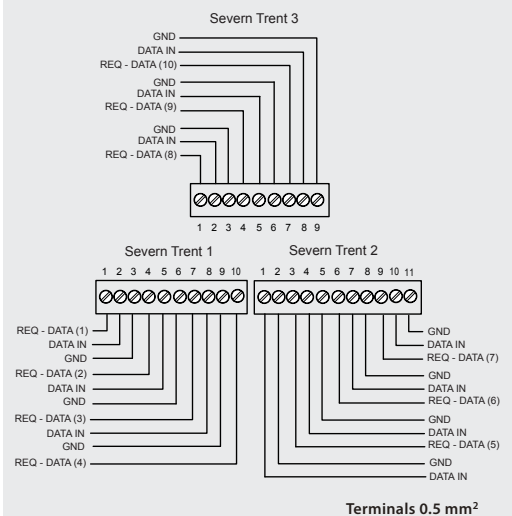 Severn Trent 3
GND
DATA IN
REQ - DATA (10)
GND
DATA IN
REQ - DATA (9)
GND
DATA IN
REQ - DATA (8)
1 2 3 4 5 6 7 8 9
Severn Trent 1
1 2 3 4 5 6 7 8 9 10
REQ - DATA (1)
DATA IN
GND
REQ - DATA (2)
DATA IN
GND
REQ - DATA (3)
DATA IN
GND
REQ - DATA (4)
Severn Trent 2
1 2 3 4 5 6 7 8 9 10 11
GND
DATA IN
REQ - DATA (7)
GND
DATA IN
REQ - DATA (6)
GND
DATA IN
REQ - DATA (5)
GND
DATA IN
Terminals 0.5 mm²